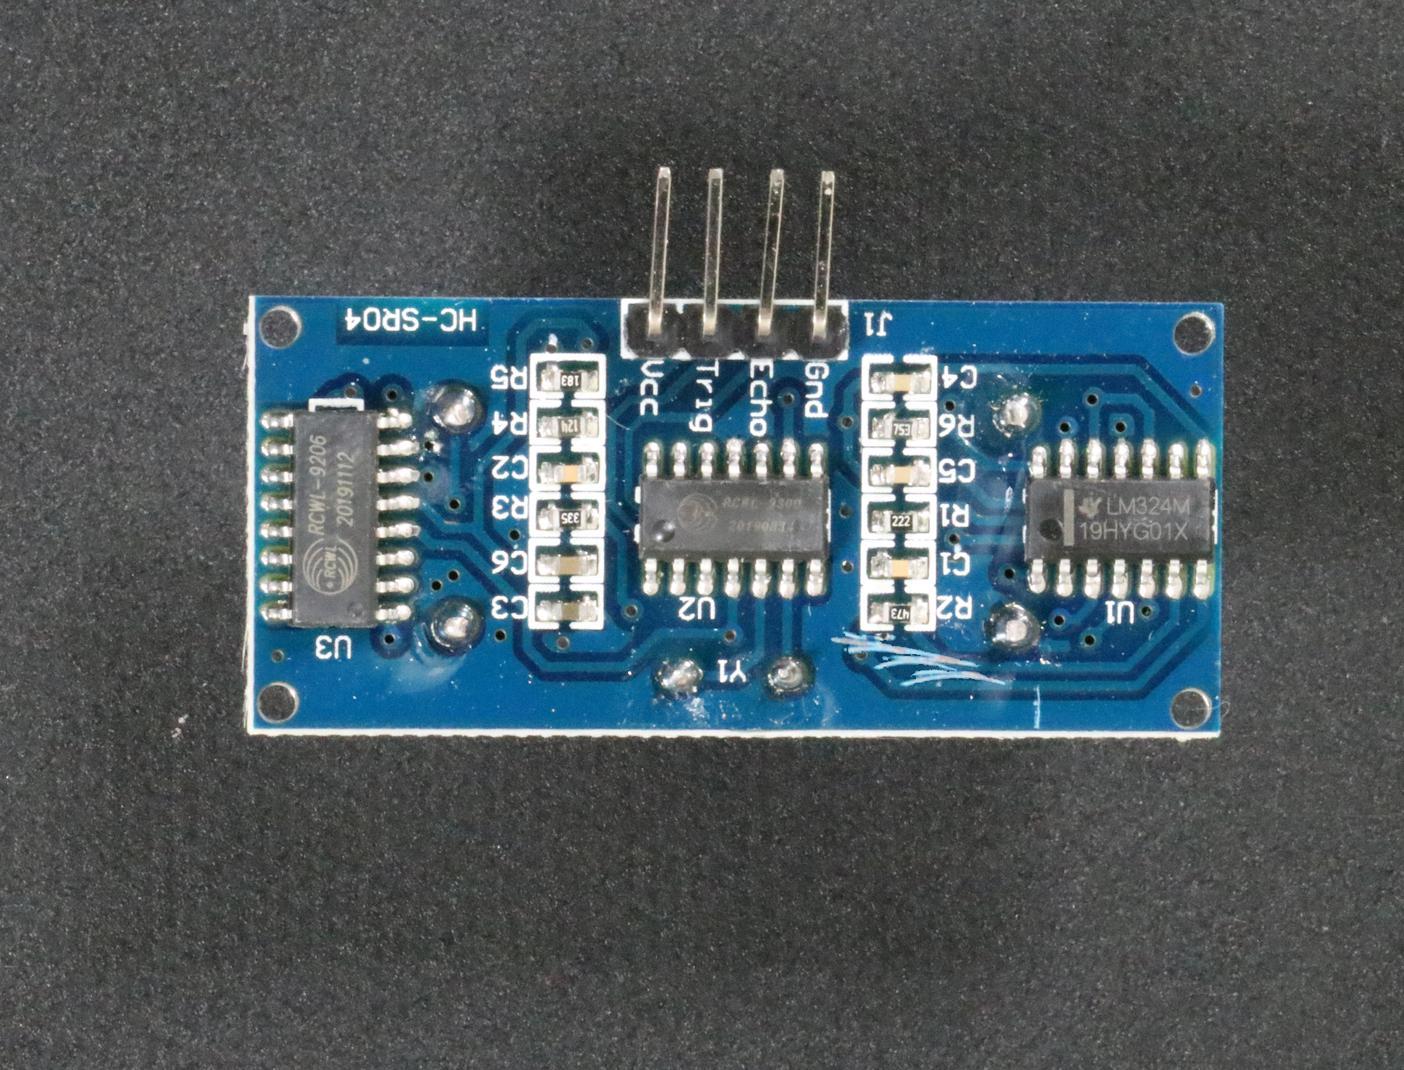 HC-SR04
J1
Vcc
Trig
Echo
Gnd
R5
183
R4
124
C2
R3
335
C6
C3
C4
R6
C5
R1
222
C1
R2
473
RCWL-9206
20191112
RCWL
U3
U2
Y1
LM324M
19HYG01X
U1